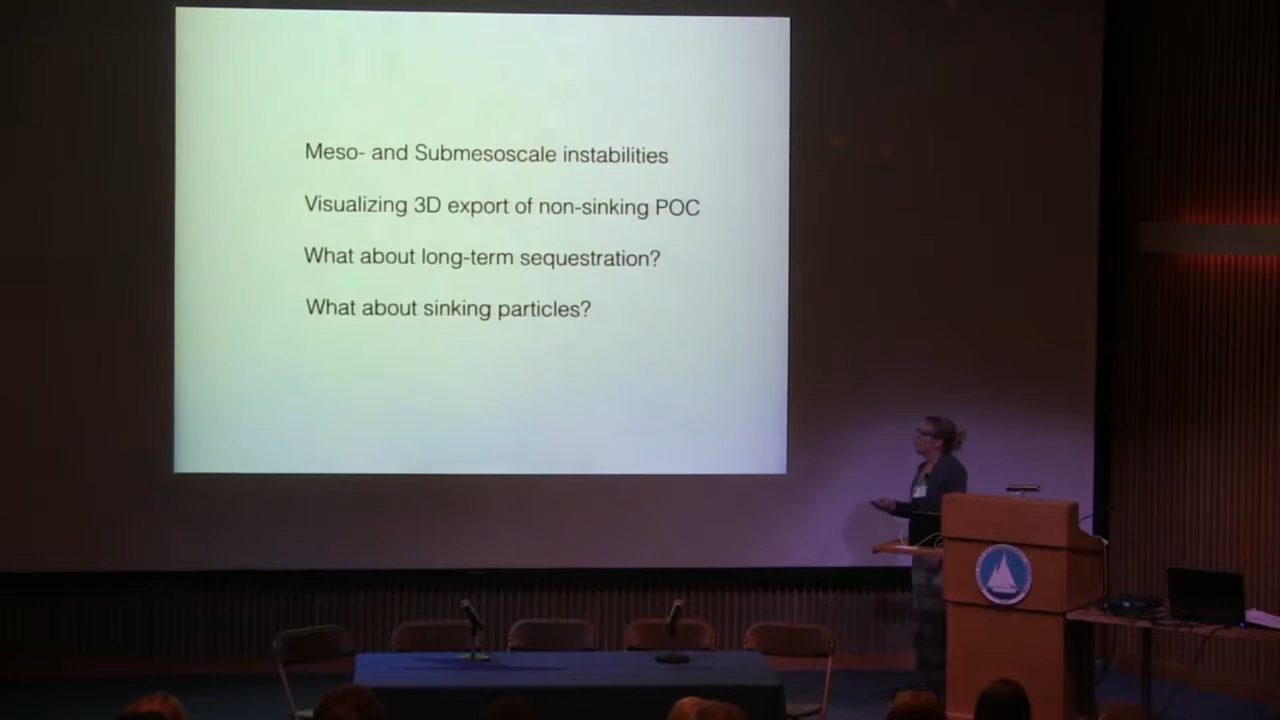 Meso- and Submesoscale instabilities
Visualizing 3D export of non-sinking POC
What about long-term sequestration?
What about sinking particles?